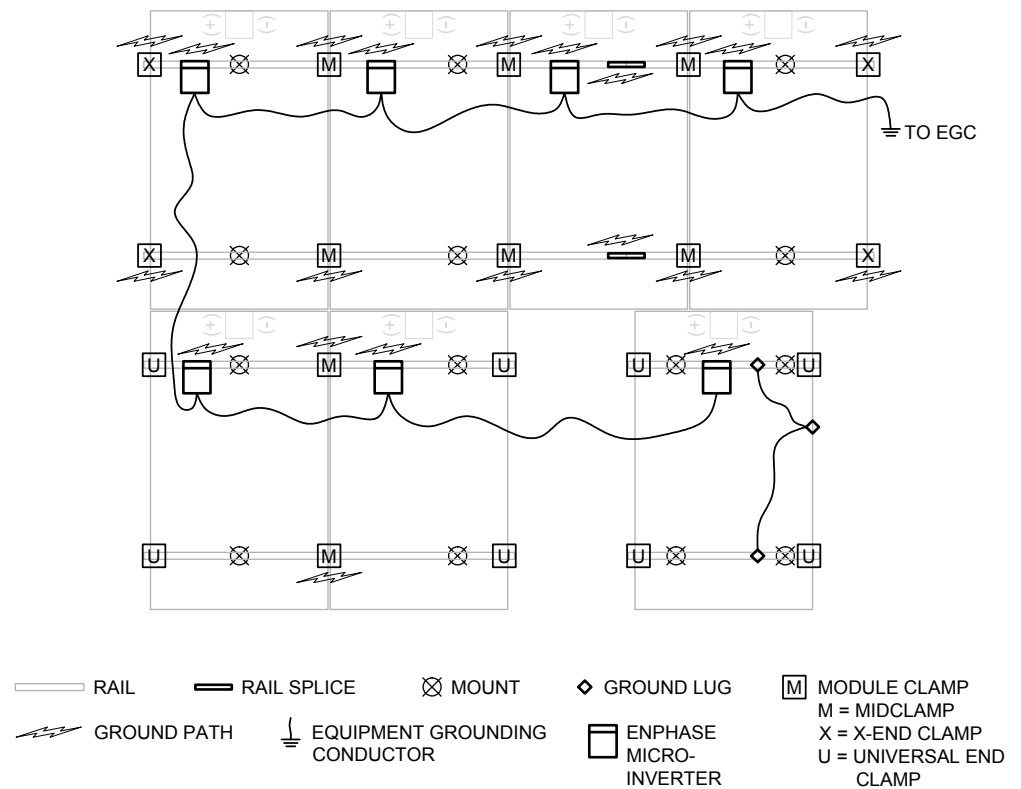 (+) (-) (+) (-) (+) (-) (+) (-)
X M M M X
TO EGC
X M M M X
(+) (-) (+) (-) (+) (-)
U M U U U
U M U U U
RAIL RAIL SPLICE MOUNT GROUND LUG M MODULE CLAMP
M = MIDCLAMP
X = X-END CLAMP
U = UNIVERSAL END
CLAMP
GROUND PATH
EQUIPMENT GROUNDING
CONDUCTOR
ENPHASE
MICRO-
INVERTER